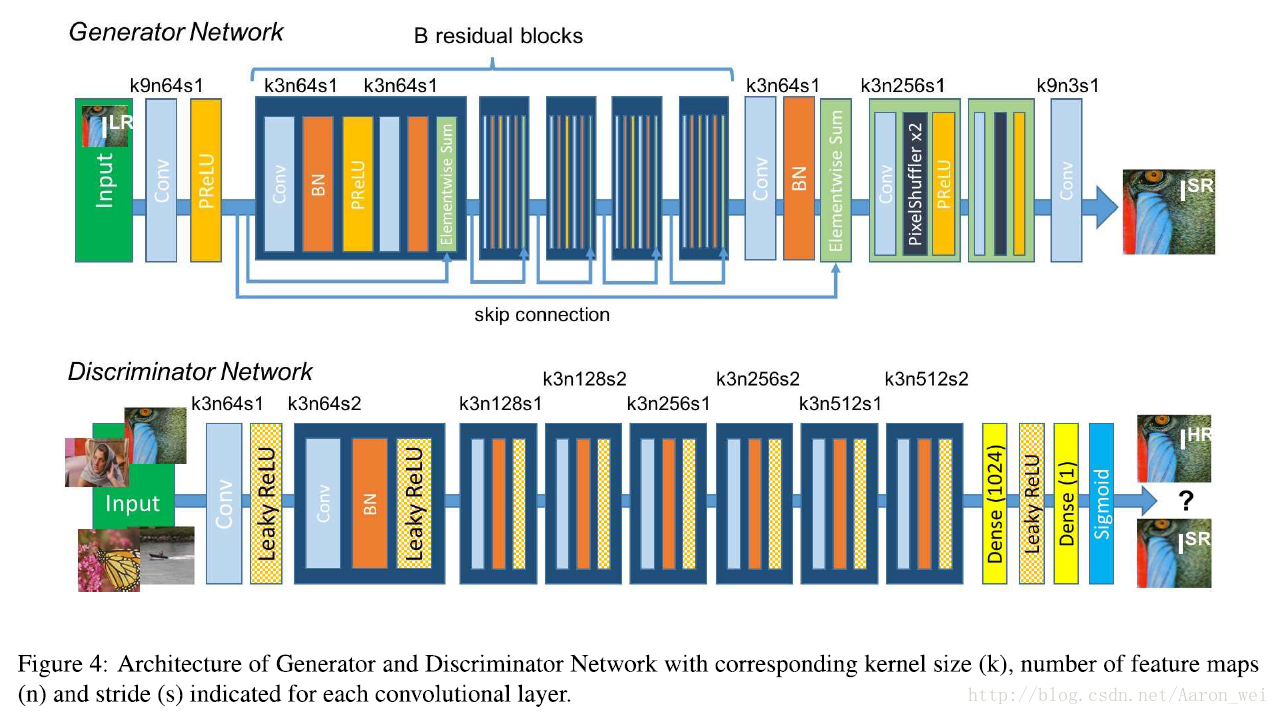 Generator Network
B residual blocks
k9n64s1
k3n64s1
k3n64s1
k3n64s1
k3n256s1
k9n3s1
I^LR
Input
Conv
PReLU
Conv
BN
PReLU
Elementwise Sum
Conv
BN
Elementwise Sum
Conv
PixelShuffler x2
PReLU
Conv
I^SR
skip connection
Discriminator Network
k3n64s1
k3n64s2
k3n128s1
k3n128s2
k3n256s1
k3n256s2
k3n512s1
k3n512s2
Input
Conv
Leaky ReLU
Conv
BN
Leaky ReLU
Dense (1024)
Leaky ReLU
Dense (1)
Sigmoid
I^HR
?
I^SR
Figure 4: Architecture of Generator and Discriminator Network with corresponding kernel size (k), number of feature maps
(n) and stride (s) indicated for each convolutional layer.
http://blog.csdn.net/Aaron_wei